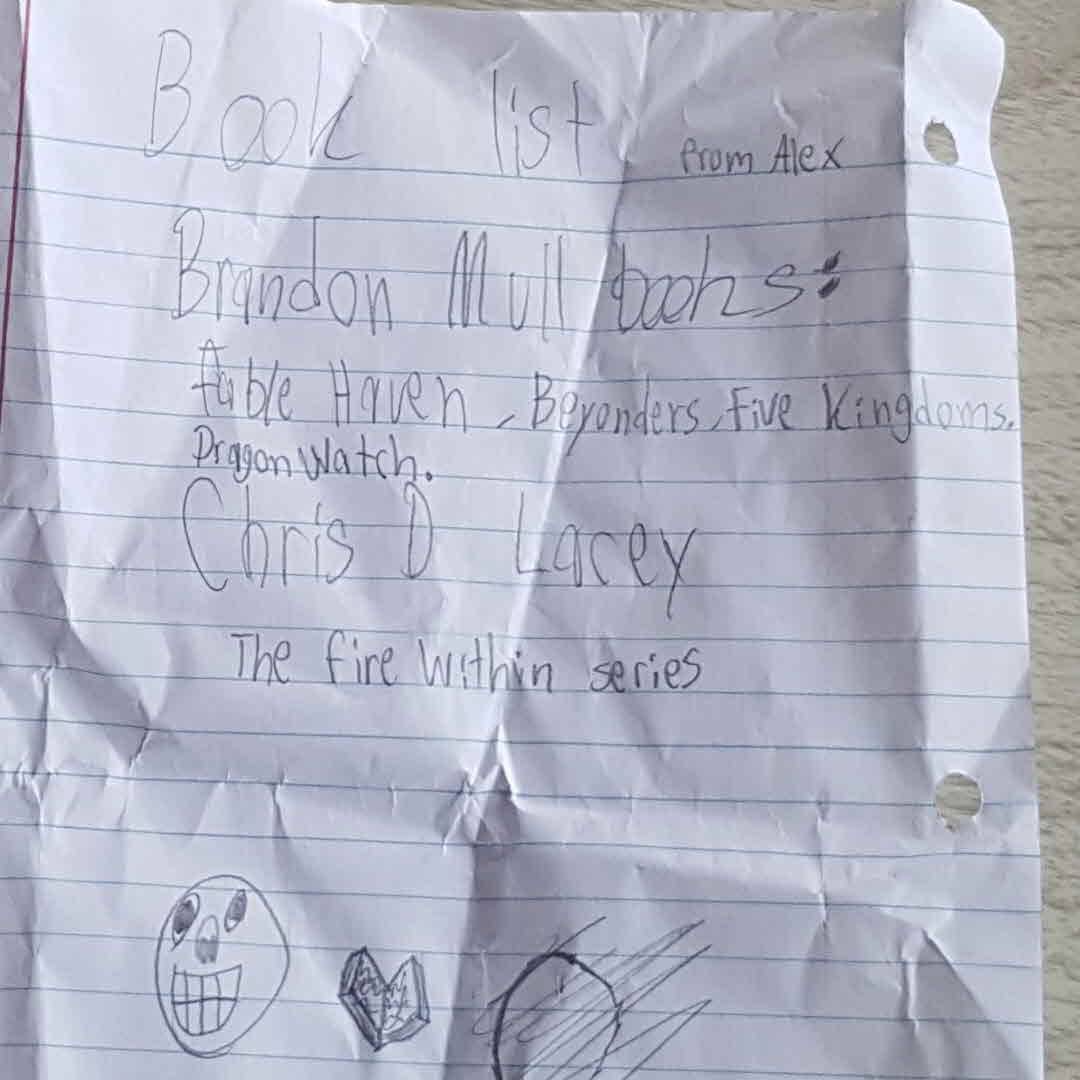 Book list from Alex
Brandon Mull books:
fable Haven, Beyonders, Five Kingdoms.
Dragon Watch.
Chris D Lacey
The fire within series